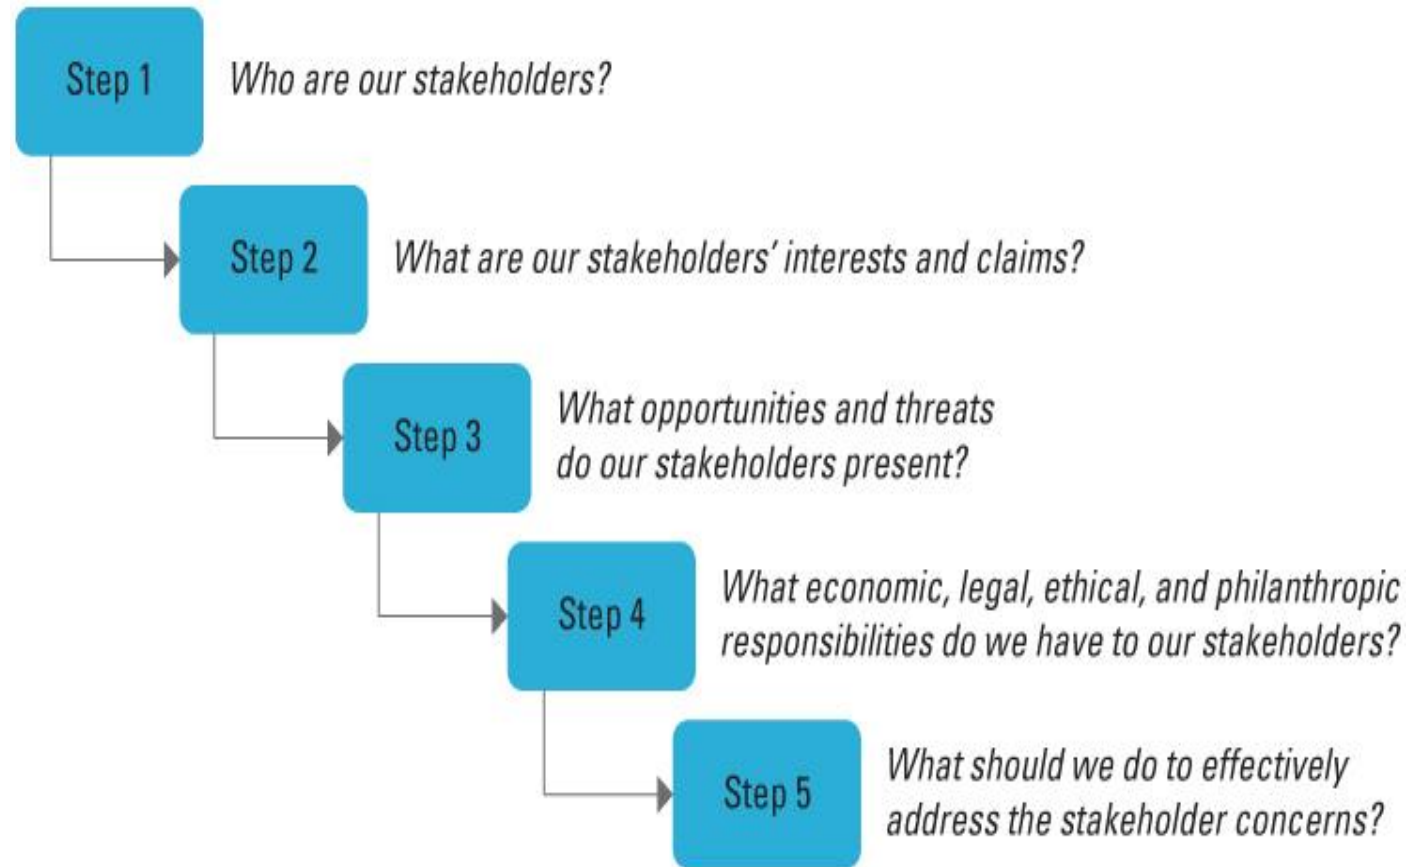 Step 1
Who are our stakeholders?
Step 2
What are our stakeholders’ interests and claims?
Step 3
What opportunities and threats
do our stakeholders present?
Step 4
What economic, legal, ethical, and philanthropic
responsibilities do we have to our stakeholders?
Step 5
What should we do to effectively
address the stakeholder concerns?